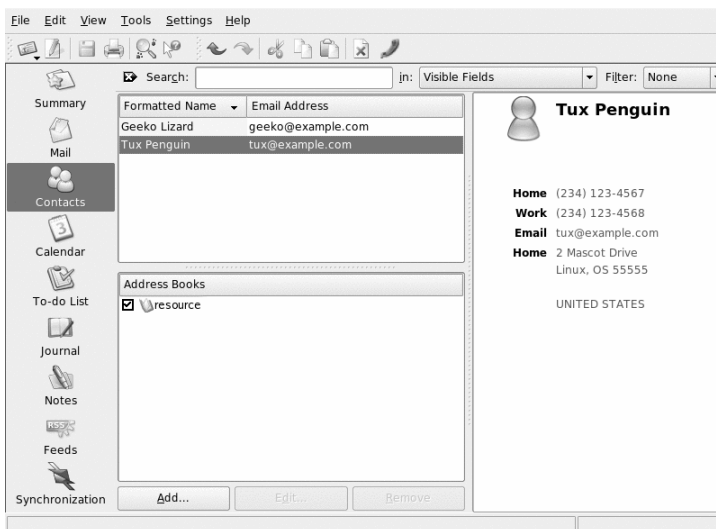 File Edit View Tools Settings Help
Search: in: Visible Fields Filter: None
Summary
Mail
Contacts
Calendar
3
To-do List
Journal
Notes
RSS
Feeds
Synchronization
Formatted Name Email Address
Geeko Lizard geeko@example.com
Tux Penguin tux@example.com
Address Books
resource
Add... Edit... Remove
Tux Penguin
Home (234) 123-4567
Work (234) 123-4568
Email tux@example.com
Home 2 Mascot Drive
Linux, OS 55555
UNITED STATES